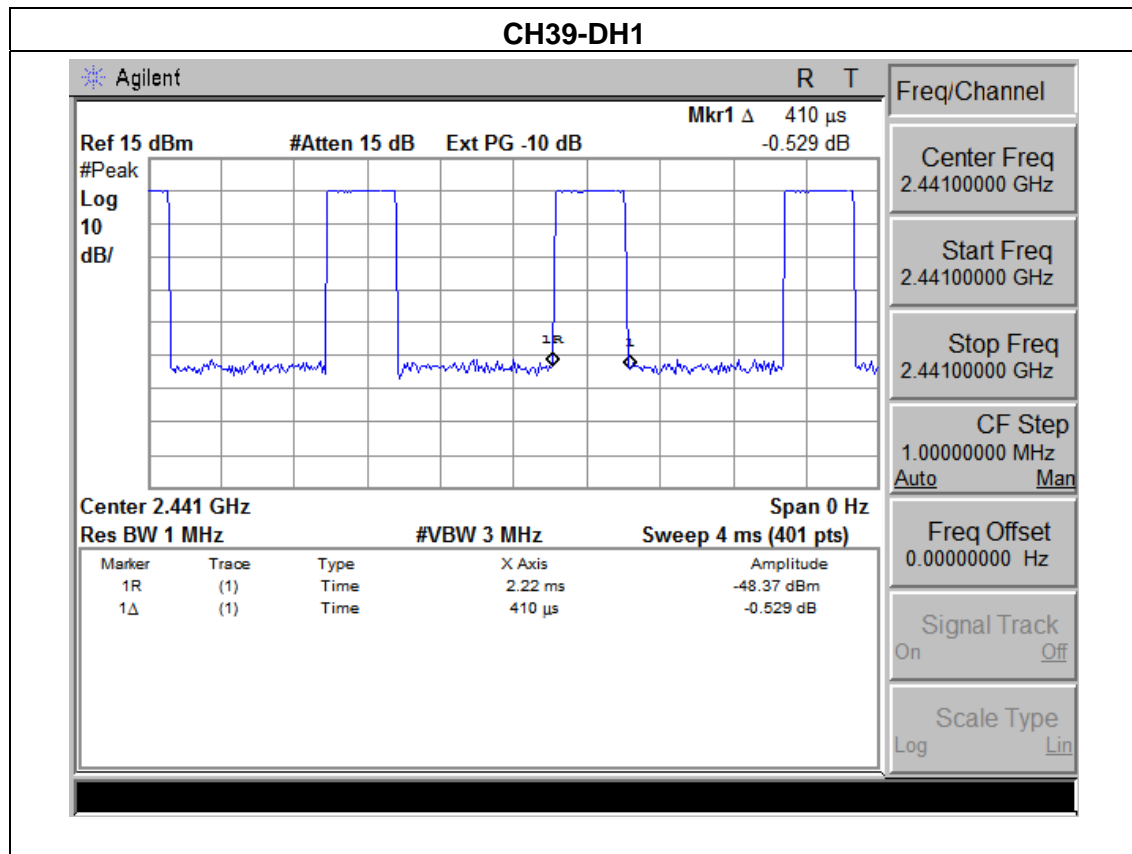 CH39-DH1
Agilent R T
Mkr1 Δ 410 μs
Ref 15 dBm #Atten 15 dB Ext PG -10 dB -0.529 dB
#Peak
Log
10
dB/
1R 1
Center 2.441 GHz Span 0 Hz
Res BW 1 MHz #VBW 3 MHz Sweep 4 ms (401 pts)
Marker Trace Type X Axis Amplitude
1R (1) Time 2.22 ms -48.37 dBm
1Δ (1) Time 410 μs -0.529 dB
Freq/Channel
Center Freq
2.44100000 GHz
Start Freq
2.44100000 GHz
Stop Freq
2.44100000 GHz
CF Step
1.00000000 MHz
Auto Man
Freq Offset
0.00000000 Hz
Signal Track
On Off
Scale Type
Log Lin